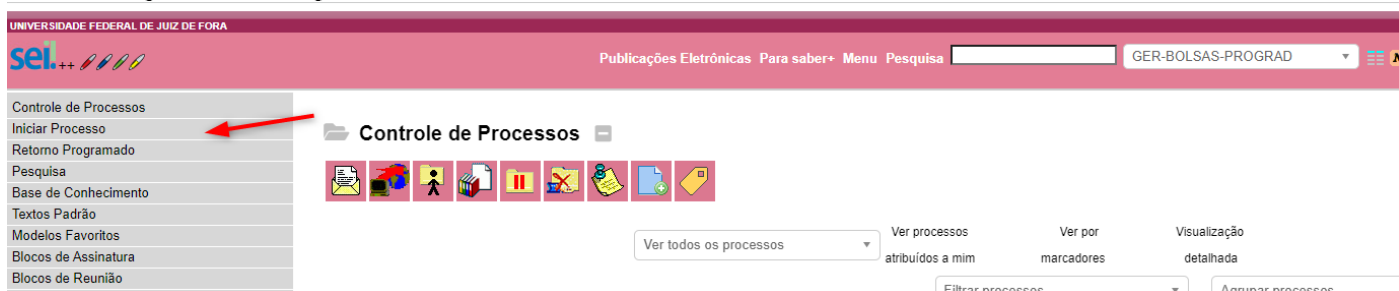 UNIVERSIDADE FEDERAL DE JUIZ DE FORA
sei.++
Publicações Eletrônicas Para saber+ Menu Pesquisa
GER-BOLSAS-PROGRAD
Controle de Processos
Iniciar Processo
Retorno Programado
Pesquisa
Base de Conhecimento
Textos Padrão
Modelos Favoritos
Blocos de Assinatura
Blocos de Reunião
Controle de Processos
Ver todos os processos
Ver processos
atribuídos a mim
Ver por
marcadores
Visualização
detalhada
Filtrar processos
Agrupar processos